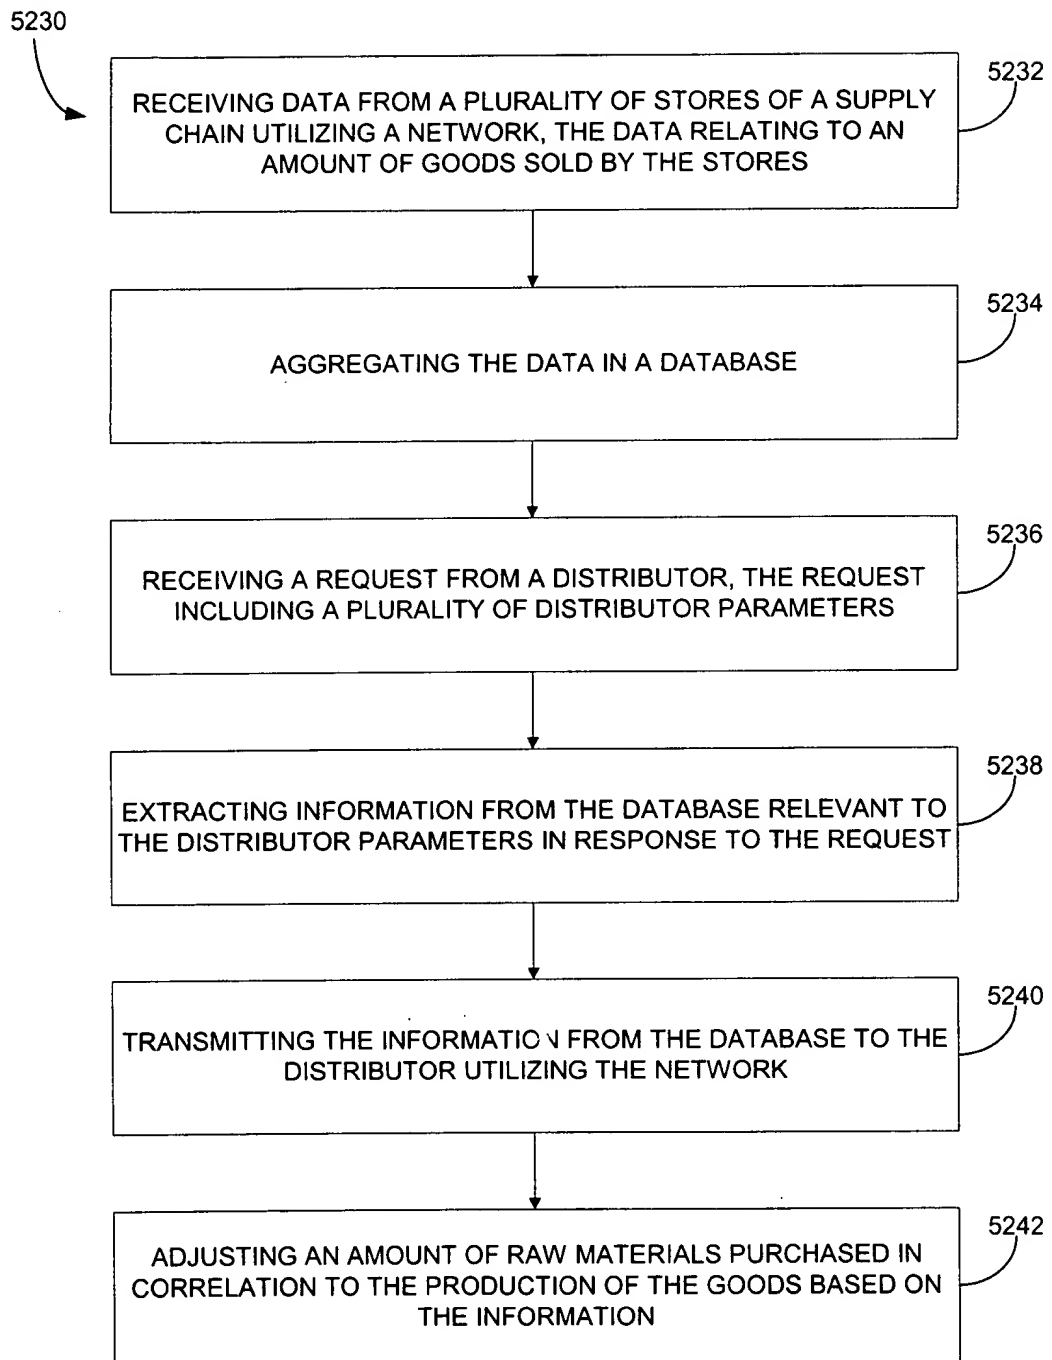 5230
RECEIVING DATA FROM A PLURALITY OF STORES OF A SUPPLY
CHAIN UTILIZING A NETWORK, THE DATA RELATING TO AN
AMOUNT OF GOODS SOLD BY THE STORES
5232
AGGREGATING THE DATA IN A DATABASE
5234
RECEIVING A REQUEST FROM A DISTRIBUTOR, THE REQUEST
INCLUDING A PLURALITY OF DISTRIBUTOR PARAMETERS
5236
EXTRACTING INFORMATION FROM THE DATABASE RELEVANT TO
THE DISTRIBUTOR PARAMETERS IN RESPONSE TO THE REQUEST
5238
TRANSMITTING THE INFORMATION FROM THE DATABASE TO THE
DISTRIBUTOR UTILIZING THE NETWORK
5240
ADJUSTING AN AMOUNT OF RAW MATERIALS PURCHASED IN
CORRELATION TO THE PRODUCTION OF THE GOODS BASED ON
THE INFORMATION
5242